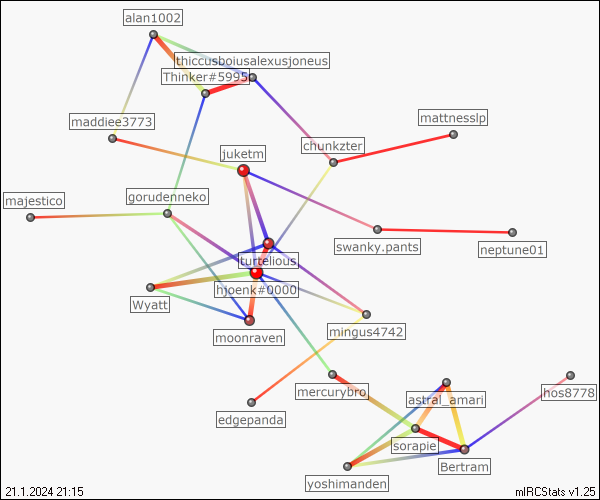 alan1002
thiccusboiusalexusjoneus
Thinker#5995
mattnesslp
maddiee3773
chunkzter
juketm
majestico
gorudenneko
swanky.pants
neptune01
turtelious
hjoenk#0000
Wyatt
moonraven
mingus4742
mercurybro
astral_amari
hos8778
edgepanda
sorapie
Bertram
yoshimanden
21.1.2024 21:15
mIRCStats v1.25